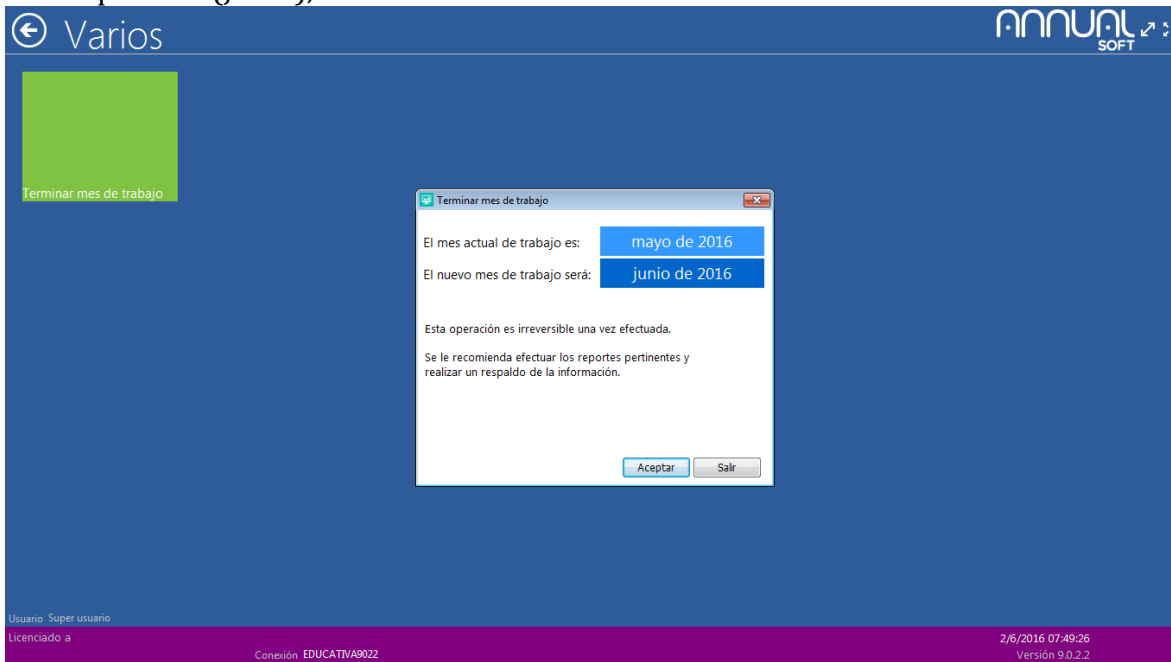 Varios
ANNUAL
SOFT
Terminar mes de trabajo
Terminar mes de trabajo
El mes actual de trabajo es: mayo de 2016
El nuevo mes de trabajo será: junio de 2016
Esta operación es irreversible una vez efectuada.
Se le recomienda efectuar los reportes pertinentes y
realizar un respaldo de la información.
Aceptar Salir
Usuario Super usuario
Licenciado a 2/6/2016 07:49:26
Conexión EDUCATIVA9022 Versión 9.0.2.2